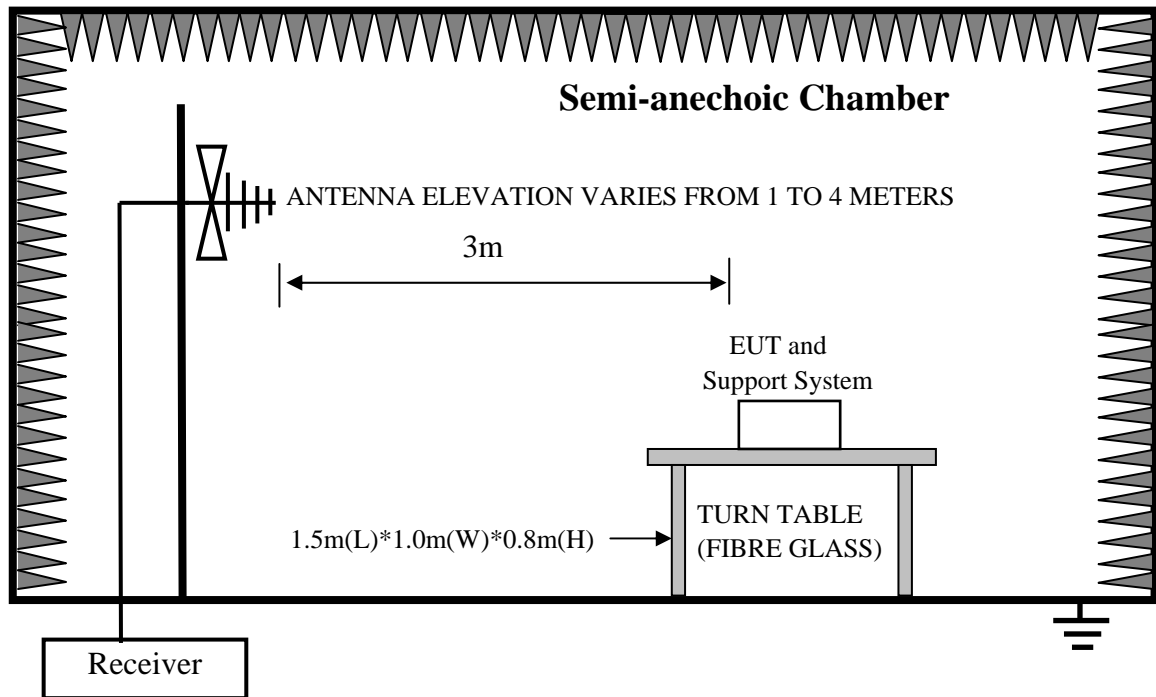 Semi-anechoic Chamber
ANTENNA ELEVATION VARIES FROM 1 TO 4 METERS
3m
EUT and
Support System
1.5m(L)*1.0m(W)*0.8m(H)
TURN TABLE
(FIBRE GLASS)
Receiver